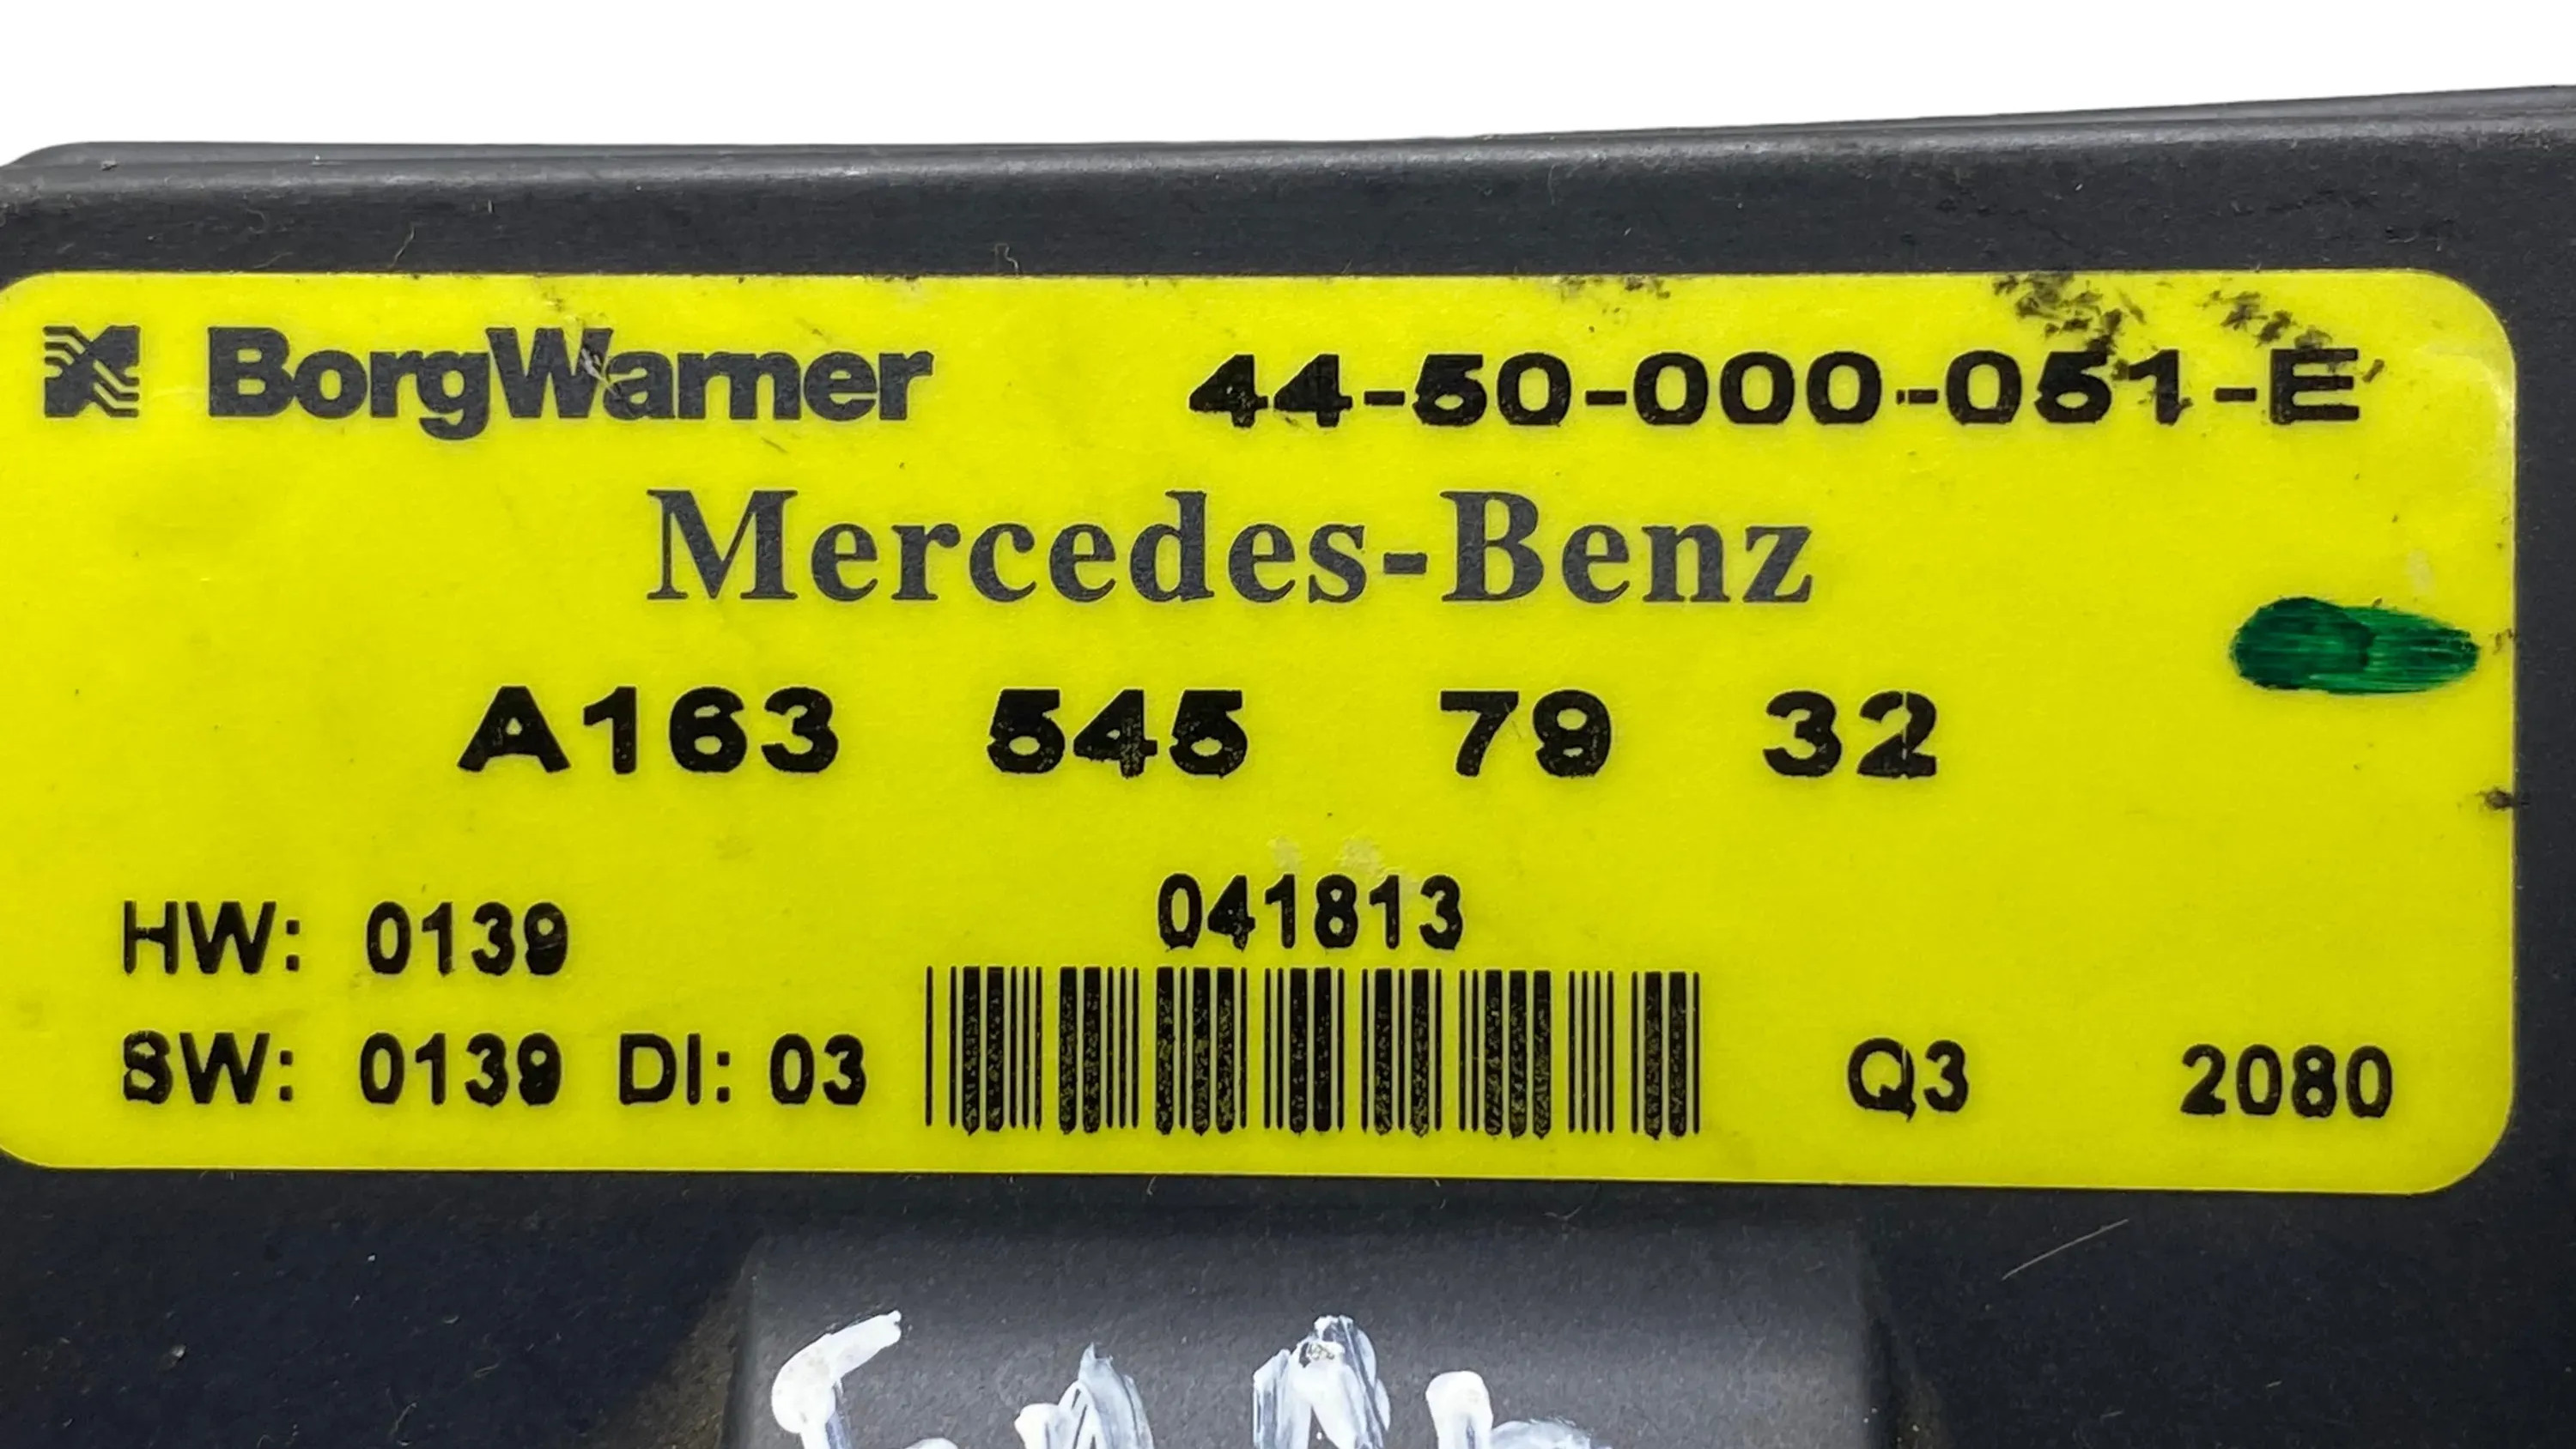 BorgWarner 44-50-000-051-E
Mercedes-Benz
A163 545 79 32
041813
HW: 0139
SW: 0139 DI: 03
Q3 2080